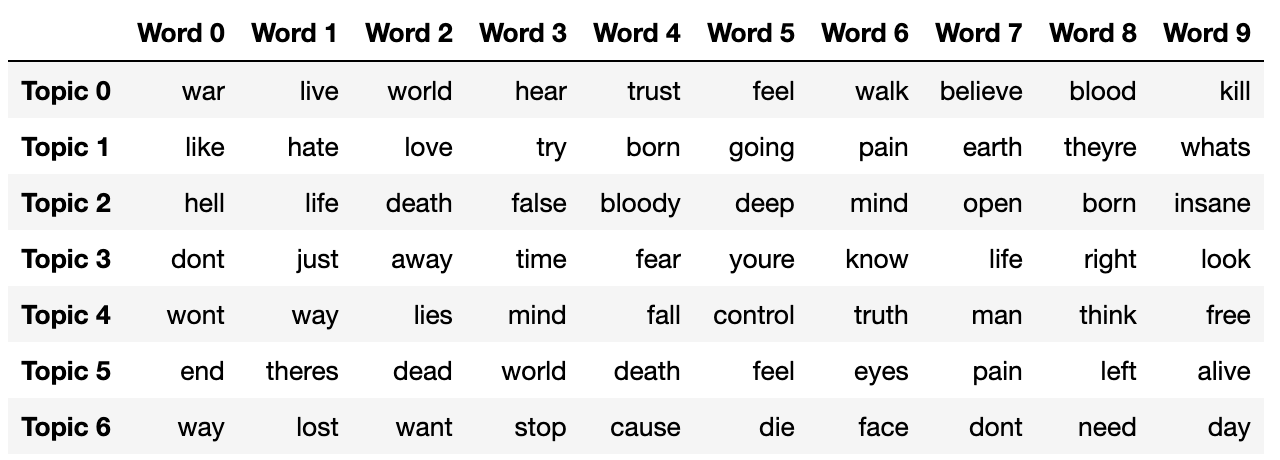 Word 0 Word 1 Word 2 Word 3 Word 4 Word 5 Word 6 Word 7 Word 8 Word 9
Topic 0 war live world hear trust feel walk believe blood kill
Topic 1 like hate love try born going pain earth theyre whats
Topic 2 hell life death false bloody deep mind open born insane
Topic 3 dont just away time fear youre know life right look
Topic 4 wont way lies mind fall control truth man think free
Topic 5 end theres dead world death feel eyes pain left alive
Topic 6 way lost want stop cause die face dont need day